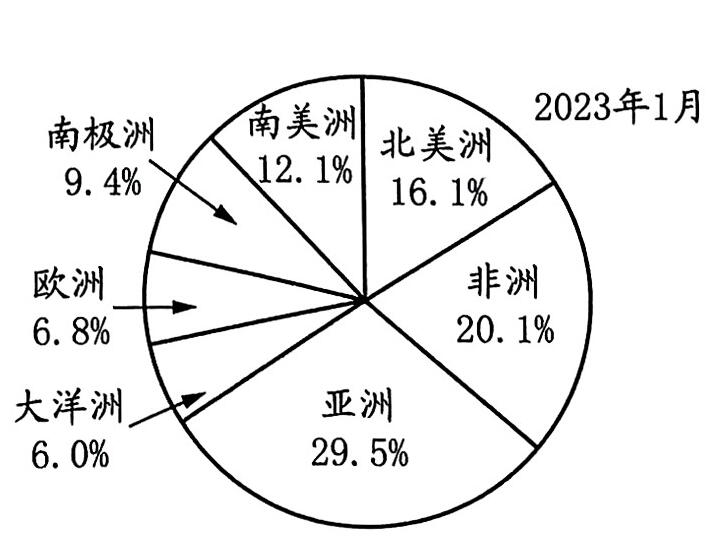 2023年1月
南美洲
12.1%
北美洲
16.1%
南极洲
9.4%
非洲
20.1%
欧洲
6.8%
大洋洲
6.0%
亚洲
29.5%